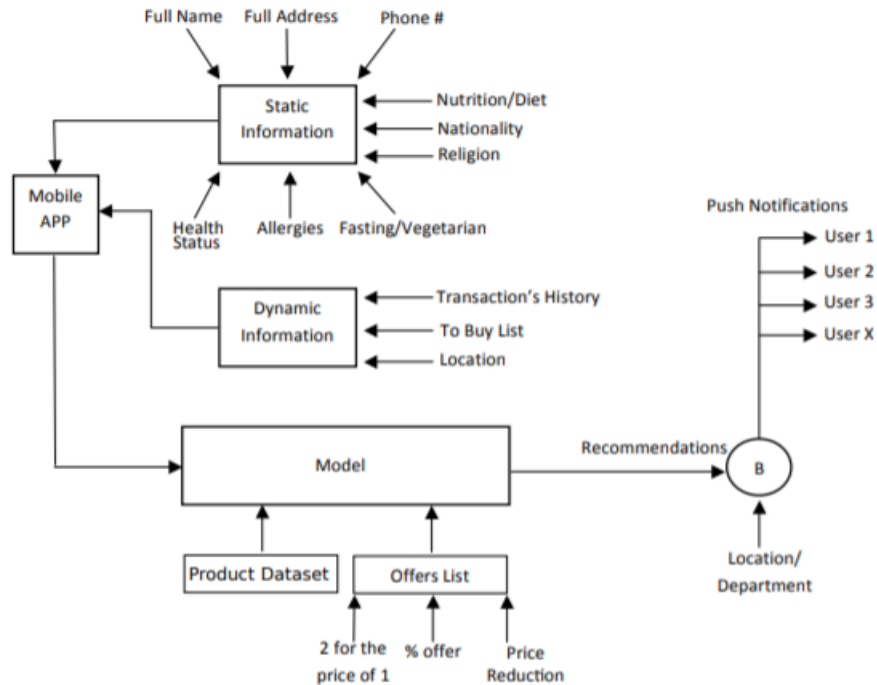 Full Name
Full Address
Phone #
Static
Information
Nutrition/Diet
Nationality
Religion
Mobile
APP
Health
Status
Allergies
Fasting/Vegetarian
Push Notifications
User 1
User 2
User 3
User X
Dynamic
Information
Transaction's History
To Buy List
Location
Model
Recommendations
B
Product Dataset
Offers List
Location/
Department
2 for the
price of 1
% offer
Price
Reduction